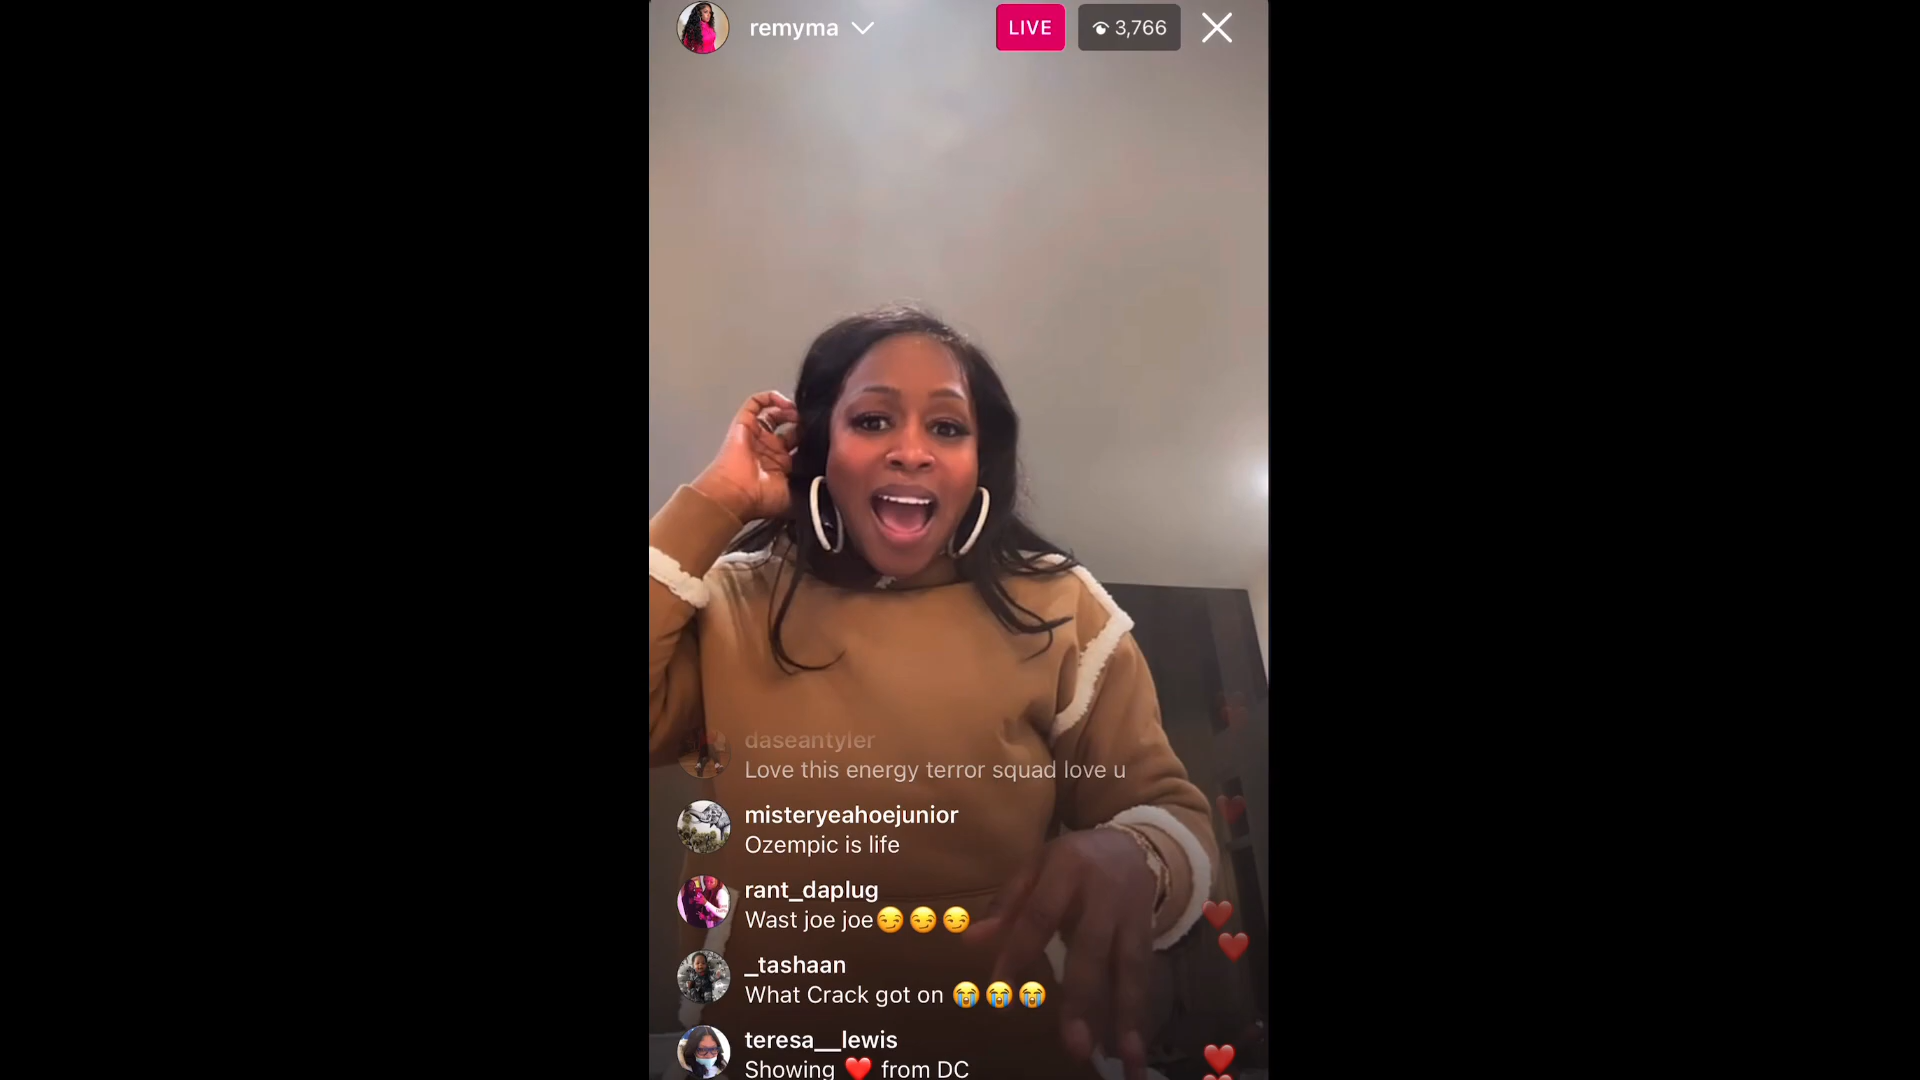 remyma
LIVE
3,766
daseantyler
Love this energy terror squad love u
misteryeahoejunior
Ozempic is life
rant_daplug
Wast joe joe😏😏😏
_tashaan
What Crack got on 😭😭😭
teresa__lewis
Showing ❤️ from DC